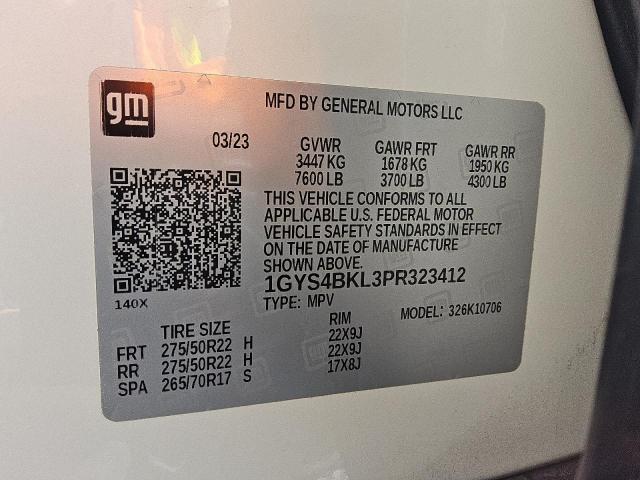 gm
MFD BY GENERAL MOTORS LLC
03/23 GVWR GAWR FRT GAWR RR
3447 KG 1678 KG 1950 KG
7600 LB 3700 LB 4300 LB
THIS VEHICLE CONFORMS TO ALL
APPLICABLE U.S. FEDERAL MOTOR
VEHICLE SAFETY STANDARDS IN EFFECT
ON THE DATE OF MANUFACTURE
SHOWN ABOVE.
1GYS4BKL3PR323412
140X
TYPE: MPV MODEL: 326K10706
TIRE SIZE RIM
FRT 275/50R22 H 22X9J
RR 275/50R22 H 22X9J
SPA 265/70R17 S 17X8J